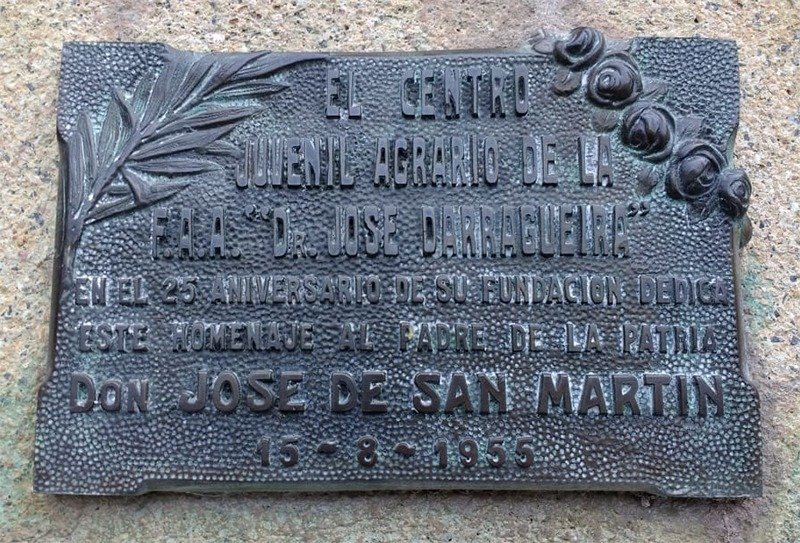 EL CENTRO
JUVENIL AGRARIO DE LA
F.A.A. "DR. JOSE DARRAGUEIRA"
EN EL 25 ANIVERSARIO DE SU FUNDACION DEDICA
ESTE HOMENAJE AL PADRE DE LA PATRIA
DON JOSE DE SAN MARTIN
15-8-1955